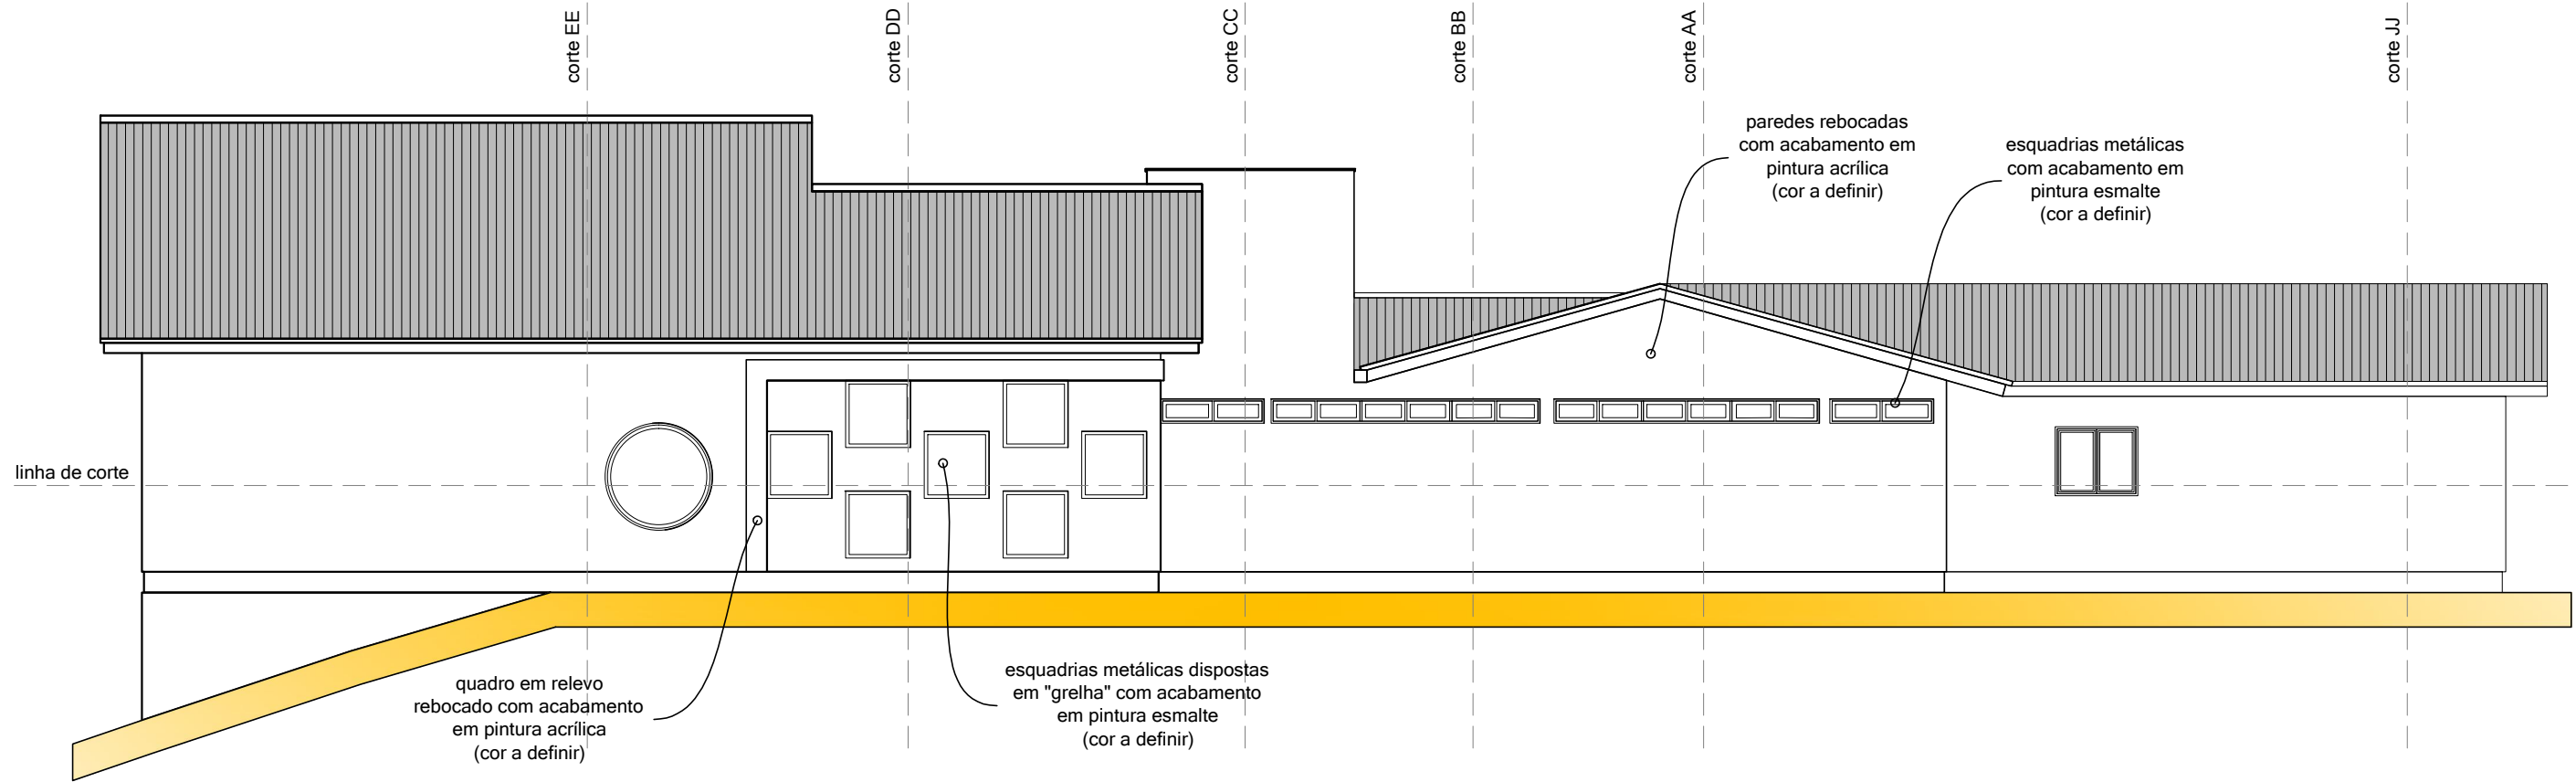 corte EE
corte DD
corte CC
corte BB
corte AA
corte JJ
paredes rebocadas
com acabamento em
pintura acrílica
(cor a definir)
esquadrias metálicas
com acabamento em
pintura esmalte
(cor a definir)
linha de corte
quadro em relevo
rebocado com acabamento
em pintura acrílica
(cor a definir)
esquadrias metálicas dispostas
em "grelha" com acabamento
em pintura esmalte
(cor a definir)